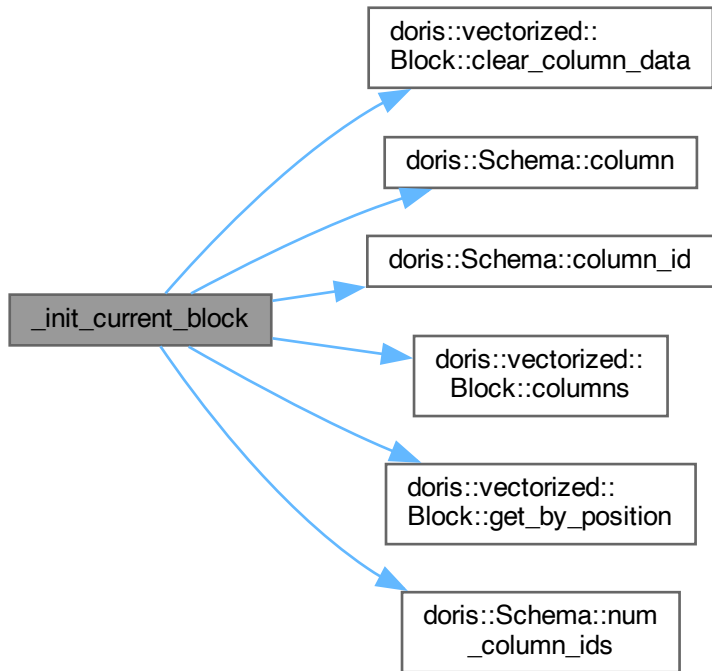 doris::vectorized::
Block::clear_column_data
doris::Schema::column
doris::Schema::column_id
_init_current_block
doris::vectorized::
Block::columns
doris::vectorized::
Block::get_by_position
doris::Schema::num
_column_ids